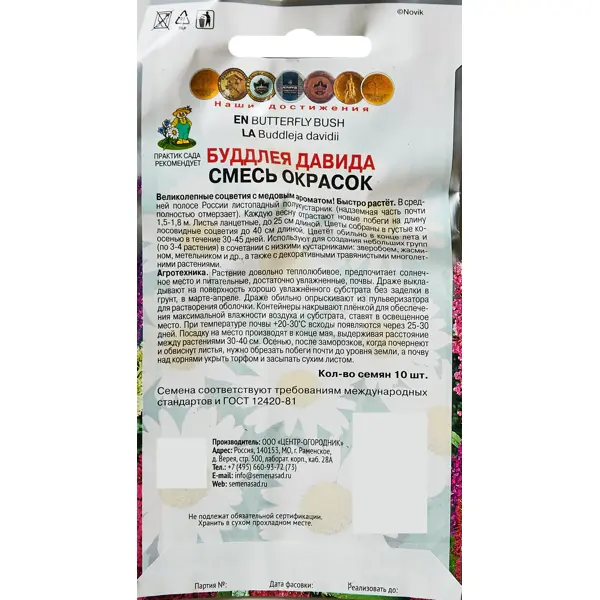 ©Novik
Наши достижения
EN BUTTERFLY BUSH
LA Buddleja davidii
ПРАКТИК САДА
РЕКОМЕНДУЕТ
БУДДЛЕЯ ДАВИДА
СМЕСЬ ОКРАСОК
Великолепные соцветия с медовым ароматом! Быстро растёт. В сред-
ней полосе России листопадный полукустарник (надземная часть почти
полностью отмерзает). Каждую весну отрастают новые побеги на длину
1,5-1,8 м. Листья ланцетные, до 25 см длиной. Цветы собраны в густые ко-
лосовидные соцветия до 40 см длиной. Цветёт обильно в конце лета и
осенью в течение 30-45 дней. Используют для создания небольших групп
(по 3-4 растения) в сочетании с низкими кустарниками: зверобоем, жасми-
ном, метельником и др., а также с декоративными травянистыми многолет-
ними растениями.
Агротехника. Растение довольно теплолюбивое, предпочитает солнеч-
ное место и питательные, достаточно увлажненные, почвы. Драже выкла-
дывают на поверхность хорошо увлажнённого субстрата без заделки в
грунт, в марте-апреле. Драже обильно опрыскивают из пульверизатора
для растворения оболочки. Контейнеры накрывают плёнкой для обеспече-
ния максимальной влажности воздуха и субстрата, ставят в освещенное
место. При температуре почвы +20-30°С всходы появляются через 25-30
дней. Посадку на место производят в конце мая, выдерживая расстояние
между растениями 30-40 см. Осенью, после заморозков, когда почернеют
и обвиснут листья, нужно обрезать побеги почти до уровня земли, а почву
над корнями укрыть торфом и засыпать сухим листом.
Кол-во семян 10 шт.
Семена соответствуют требованиям международных
стандартов и ГОСТ 12420-81
Производитель: ООО «ЦЕНТР-ОГОРОДНИК»
Адрес: Россия, 140153, МО, г. Раменское,
д. Верея, стр. 500, лаборат. корп., каб. 28А
Тел.: +7 (495) 660-93-72 (73)
E-mail: info@semenasad.ru
Web: semenasad.ru
Не подлежат обязательной сертификации.
Хранить в сухом прохладном месте.
Партия №:
Дата фасовки:
Реализовать до: